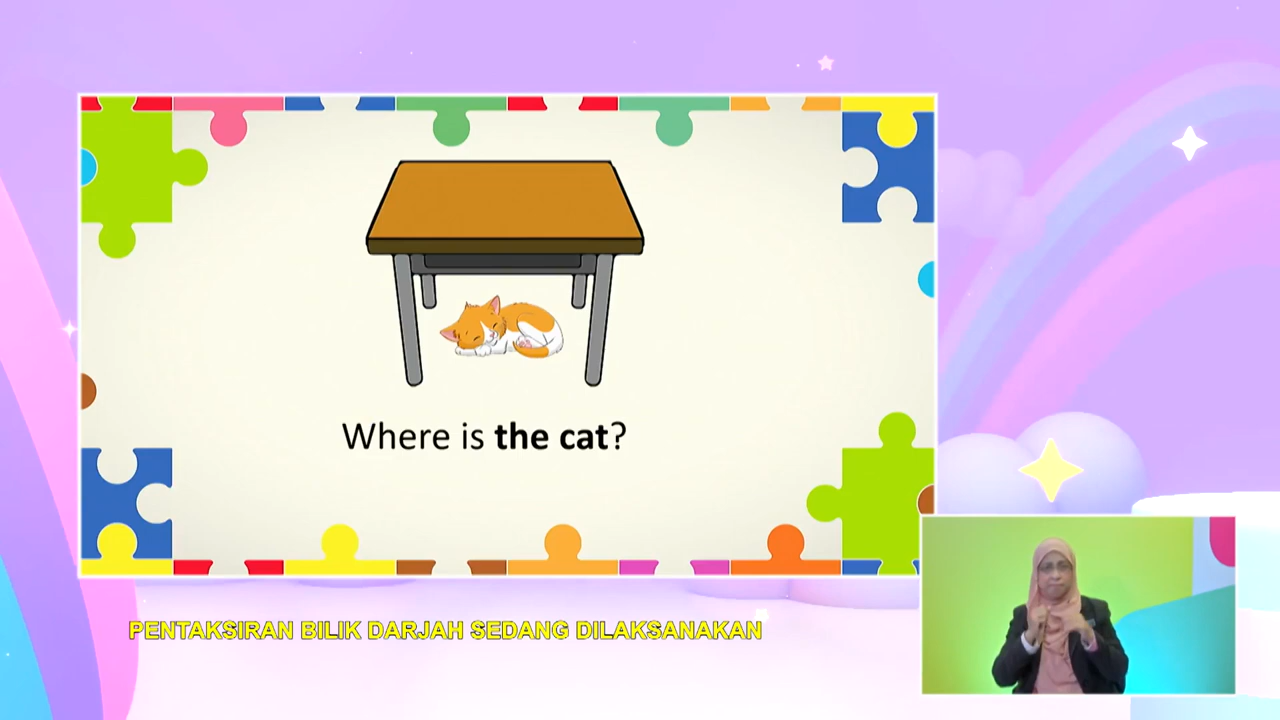 Where is the cat?
PENTAKSIRAN BILIK DARJAH SEDANG DILAKSANAKAN